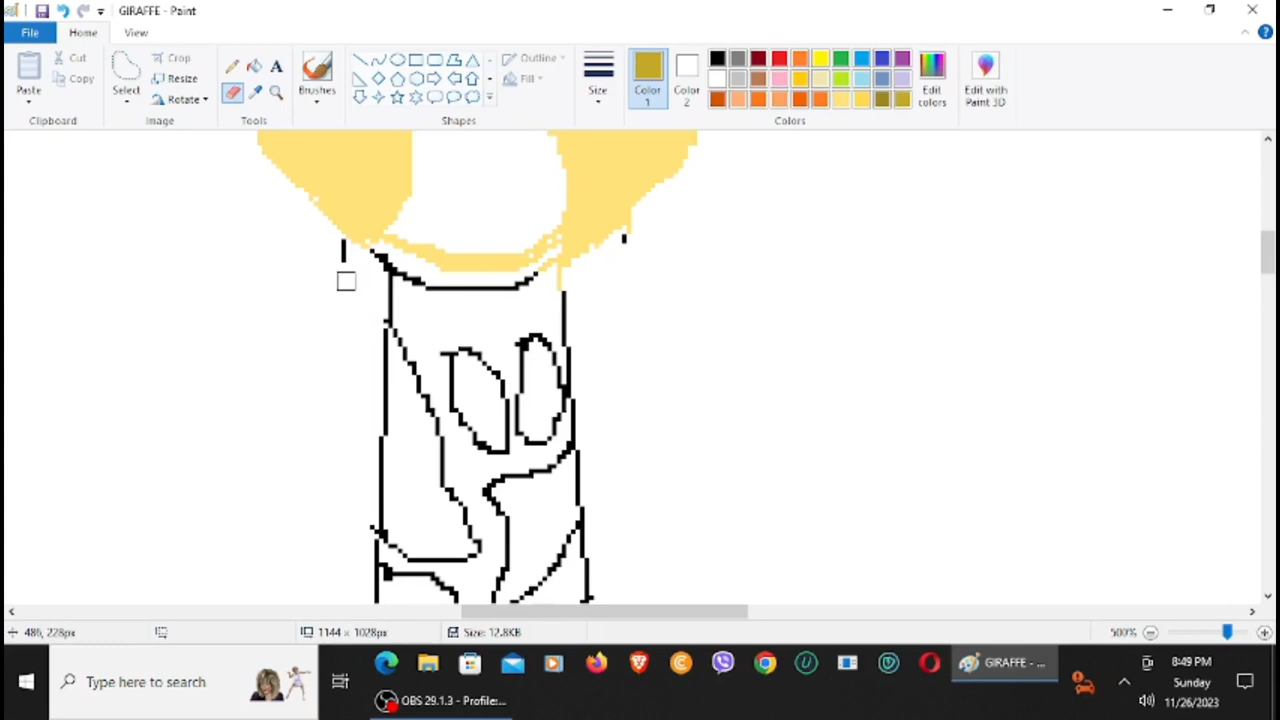 GIRAFFE - Paint
File Home View
Paste
Cut
Copy
Clipboard
Select
Crop
Resize
Rotate
Image
A
Tools
Brushes
Shapes
Outline
Fill
Size
Color 1
Color 2
Edit colors
Colors
Edit with Paint 3D
486, 228px
1144 × 1028px
Size: 12.8KB
500%
Type here to search
GIRAFFE - ...
OBS 29.1.3 - Profile:...
8:49 PM
Sunday
11/26/2023